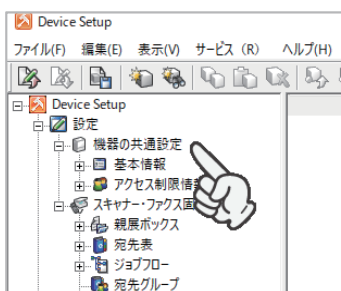 Device Setup
ファイル(F) 編集(E) 表示(V) サービス (R) ヘルプ(H)
Device Setup
設定
機器の共通設定
基本情報
アクセス制限情
スキャナー・ファクス固
親展ボックス
宛先表
ジョブフロー
宛先グループ